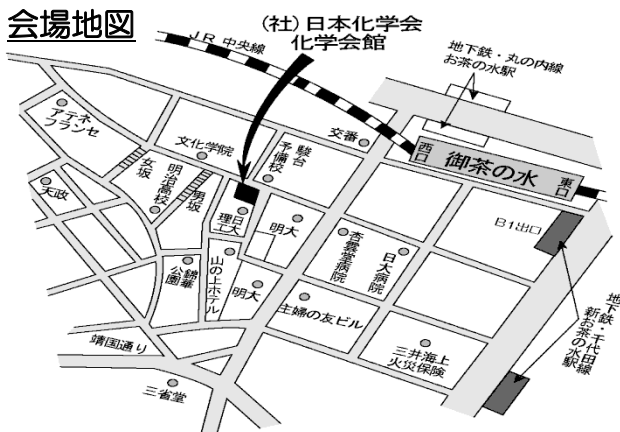 会場地図
(社)日本化学会
化学会館
JR 中央線
地下鉄・丸の内線
お茶の水駅
アテネ
フランセ
文化学院
交番
駿台
予備校
西口
御茶の水
東口
女坂
明治高校
男坂
天政
日大
理工
明大
杏雲堂病院
日大病院
B1出口
錦華
公園
山の上ホテル
明大
主婦の友ビル
三井海上
火災保険
地下鉄・千代田線
新お茶の水駅
靖国通り
三省堂